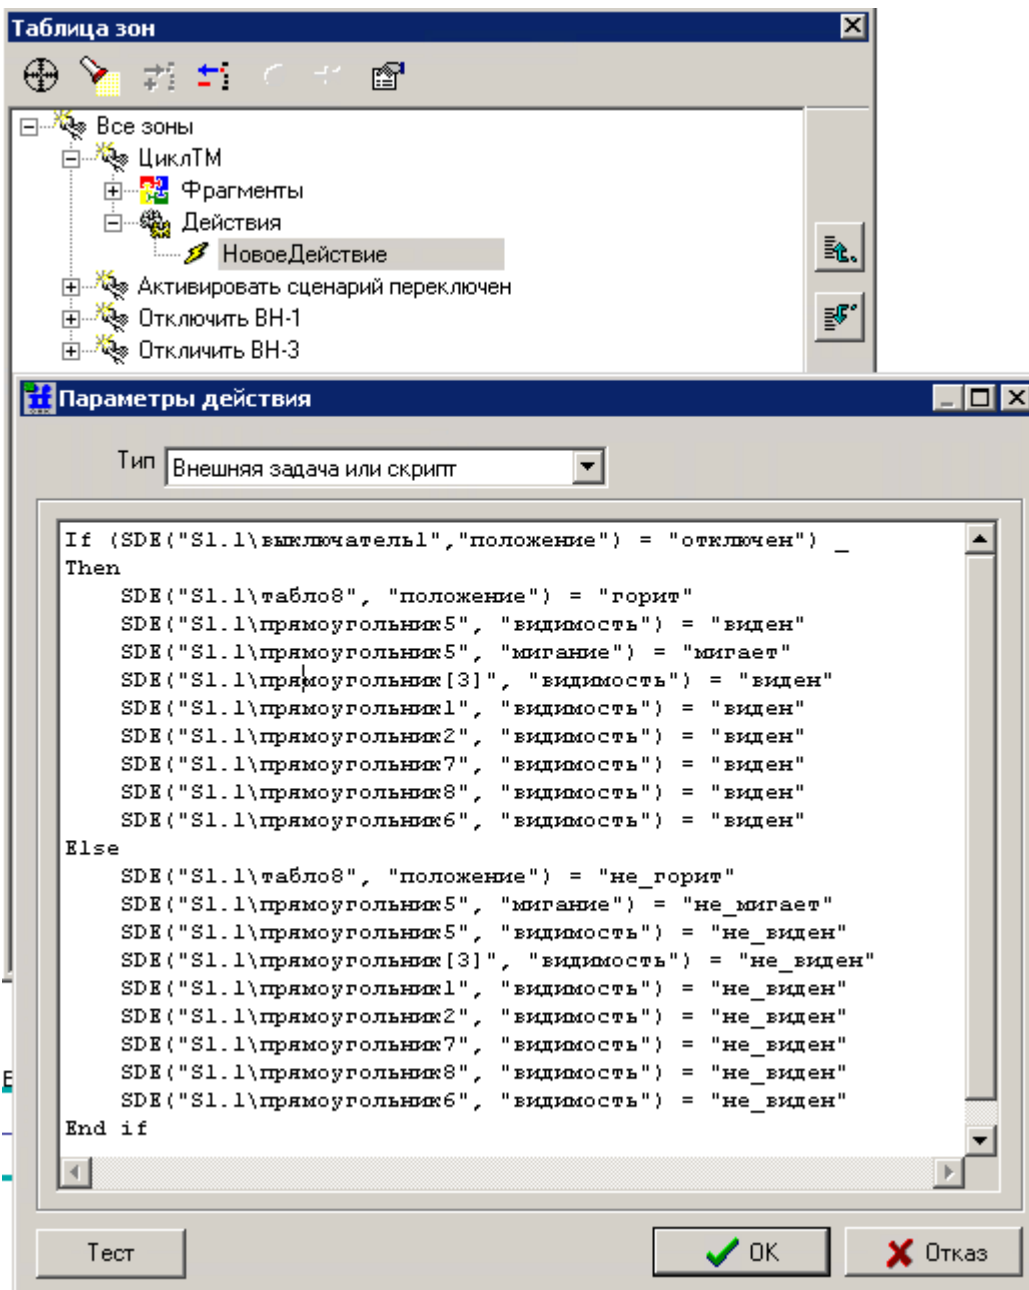 Таблица зон
Все зоны
ЦиклТМ
Фрагменты
Действия
НовоеДействие
Активировать сценарий переключен
Отключить ВН-1
Откличить ВН-3
Параметры действия
Тип
Внешняя задача или скрипт
If (SDE("S1.1\выключатель1","положение") = "отключен") _
Then
SDE("S1.1\табло8", "положение") = "горит"
SDE("S1.1\прямоугольник5", "видимость") = "виден"
SDE("S1.1\прямоугольник5", "мигание") = "мигает"
SDE("S1.1\прямоугольник[3]", "видимость") = "виден"
SDE("S1.1\прямоугольник1", "видимость") = "виден"
SDE("S1.1\прямоугольник2", "видимость") = "виден"
SDE("S1.1\прямоугольник7", "видимость") = "виден"
SDE("S1.1\прямоугольник8", "видимость") = "виден"
SDE("S1.1\прямоугольник6", "видимость") = "виден"
Else
SDE("S1.1\табло8", "положение") = "не_горит"
SDE("S1.1\прямоугольник5", "мигание") = "не_мигает"
SDE("S1.1\прямоугольник5", "видимость") = "не_виден"
SDE("S1.1\прямоугольник[3]", "видимость") = "не_виден"
SDE("S1.1\прямоугольник1", "видимость") = "не_виден"
SDE("S1.1\прямоугольник2", "видимость") = "не_виден"
SDE("S1.1\прямоугольник7", "видимость") = "не_виден"
SDE("S1.1\прямоугольник8", "видимость") = "не_виден"
SDE("S1.1\прямоугольник6", "видимость") = "не_виден"
End if
Тест
OK
Отказ